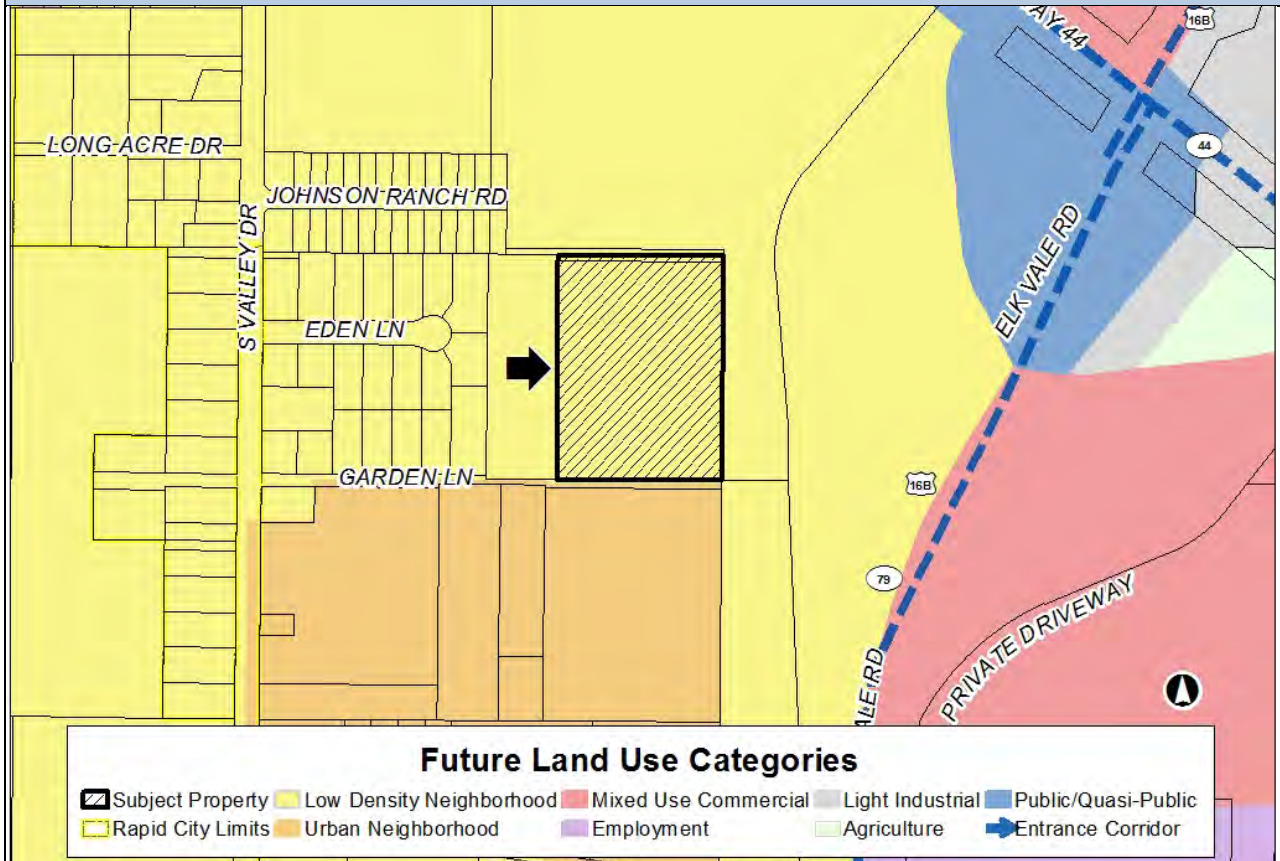 16B
AY 44
44
LONG ACRE DR
JOHNSON RANCH RD
S VALLEY DR
ELK VALE RD
EDEN LN
GARDEN LN
16B
79
PRIVATE DRIVEWAY
ALE RD
Future Land Use Categories
Subject Property Low Density Neighborhood Mixed Use Commercial Light Industrial Public/Quasi-Public
Rapid City Limits Urban Neighborhood Employment Agriculture Entrance Corridor